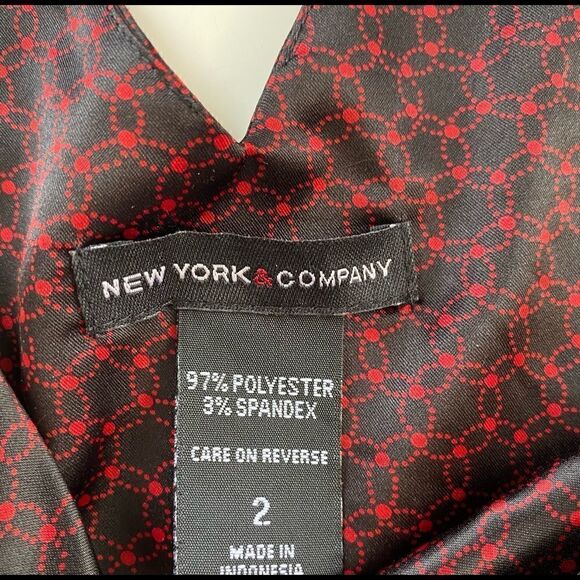 NEW YORK & COMPANY
97% POLYESTER
3% SPANDEX
CARE ON REVERSE
2
MADE IN
INDONESIA